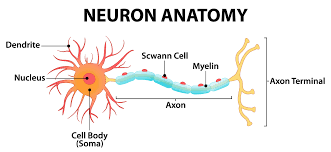 NEURON ANATOMY
Dendrite
Scwann Cell
Myelin
Nucleus
Axon Terminal
Axon
Cell Body
(Soma)